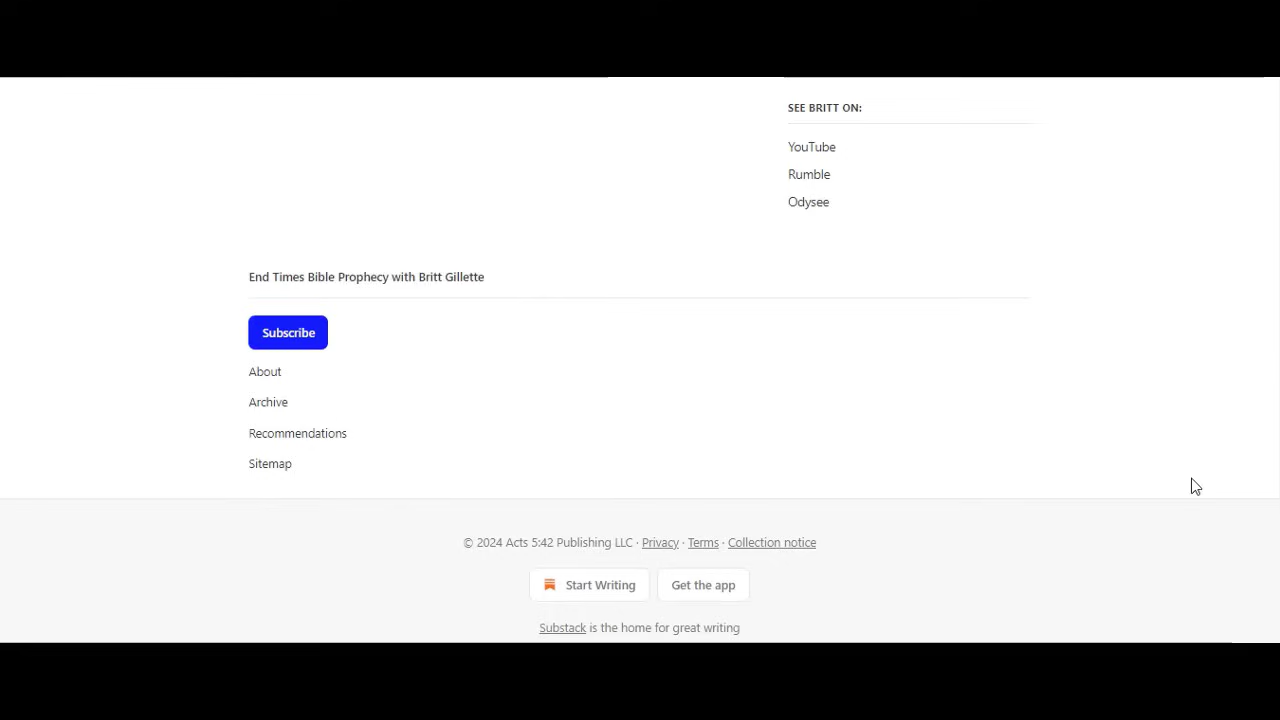 SEE BRITT ON:
YouTube
Rumble
Odysee
End Times Bible Prophecy with Britt Gillette
Subscribe
About
Archive
Recommendations
Sitemap
© 2024 Acts 5:42 Publishing LLC · Privacy · Terms · Collection notice
Start Writing Get the app
Substack is the home for great writing